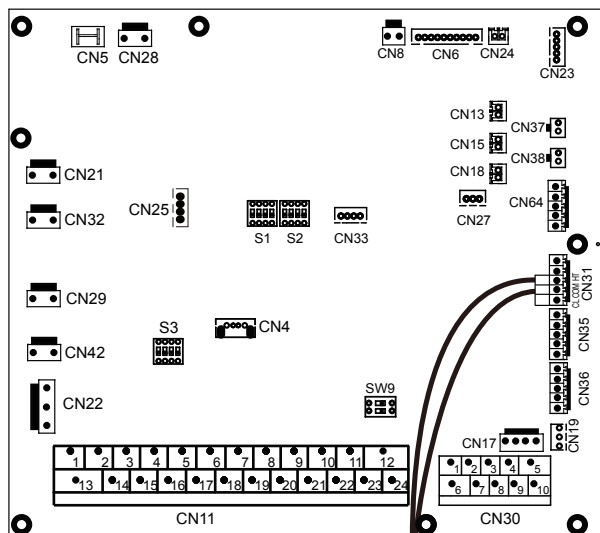 CN5
CN28
CN8
CN6
CN24
CN23
CN13
CN37
CN15
CN38
CN18
CN21
CN25
CN32
S1
S2
CN33
CN27
CN64
CN31
CL COM HT
CN29
CN4
CN35
S3
CN42
CN36
CN22
SW9
CN17
CN19
1 2 3 4 5 6 7 8 9 10 11 12
13 14 15 16 17 18 19 20 21 22 23 24
CN11
1 2 3 4 5
6 7 8 9 10
CN30